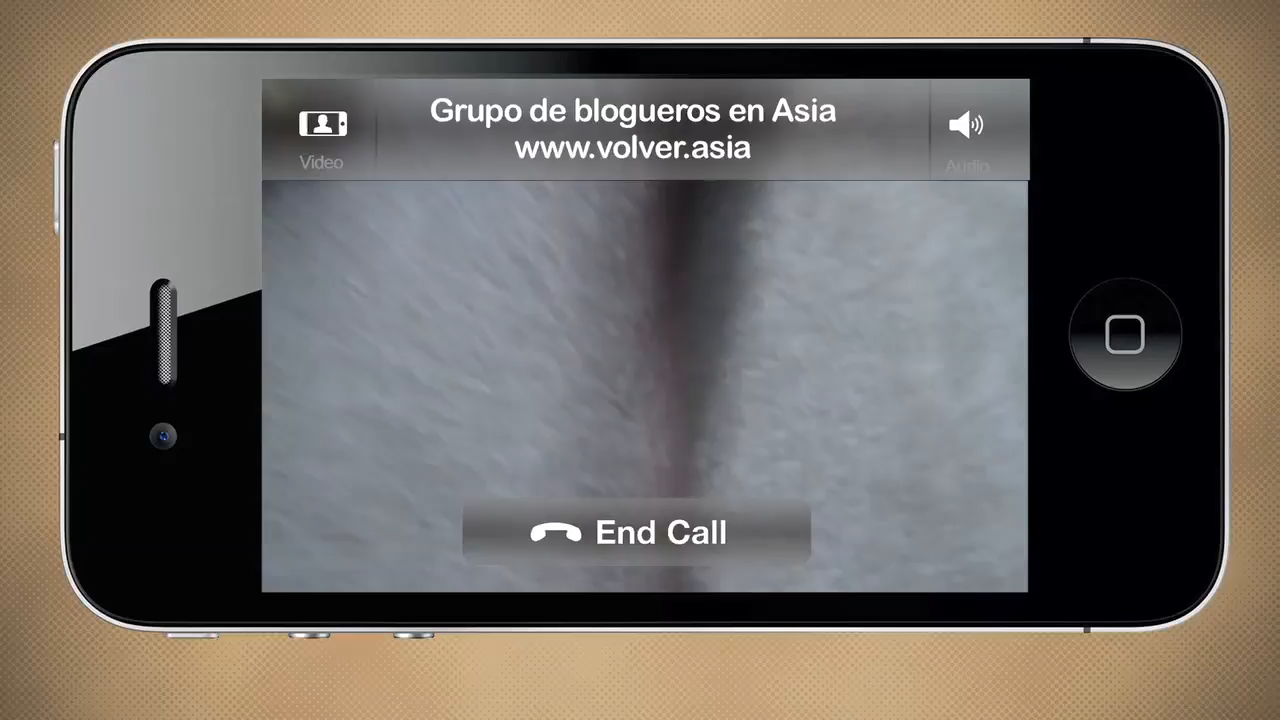 Grupo de blogueros en Asia
www.volver.asia
Video
Audio
End Call